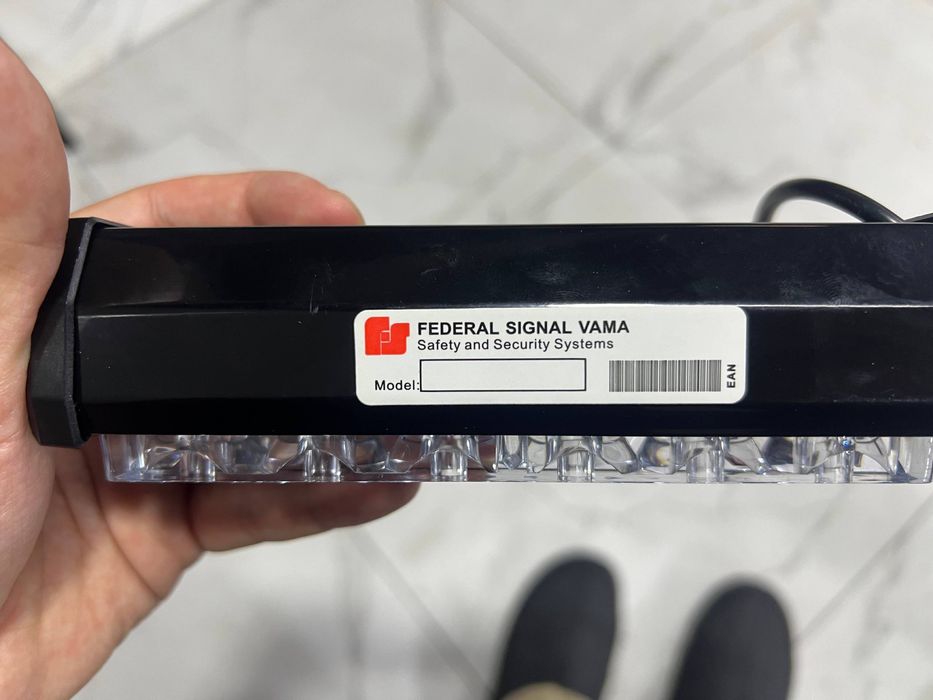 FEDERAL SIGNAL VAMA
Safety and Security Systems
Model:
EAN